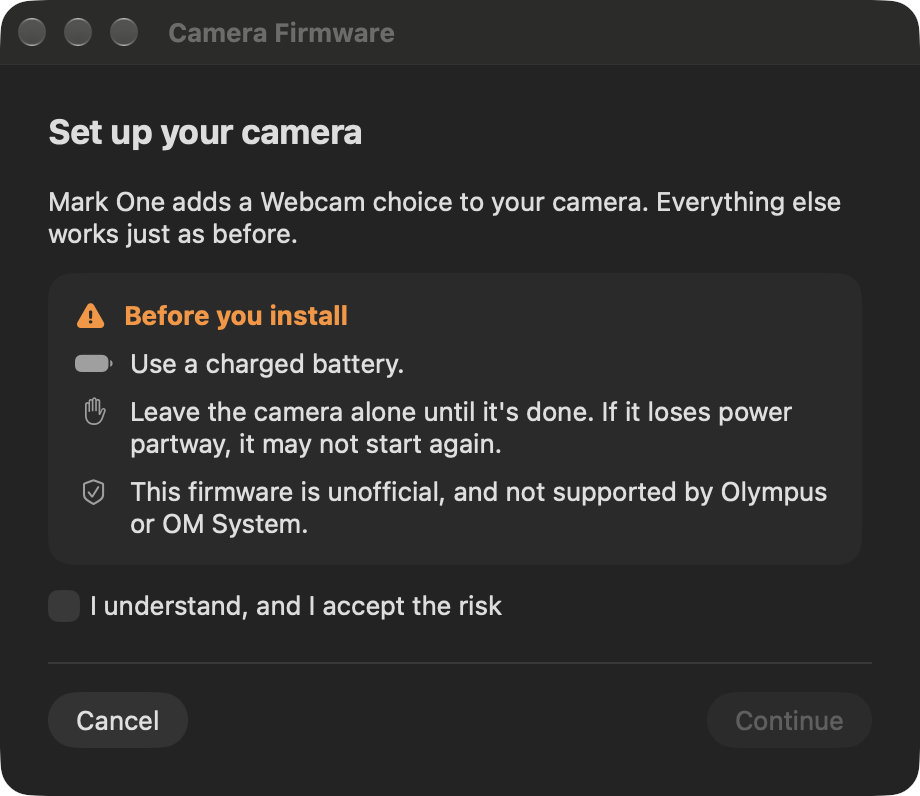 Camera Firmware
Set up your camera
Mark One adds a Webcam choice to your camera. Everything else
works just as before.
Before you install
Use a charged battery.
Leave the camera alone until it's done. If it loses power
partway, it may not start again.
This firmware is unofficial, and not supported by Olympus
or OM System.
I understand, and I accept the risk
Cancel
Continue